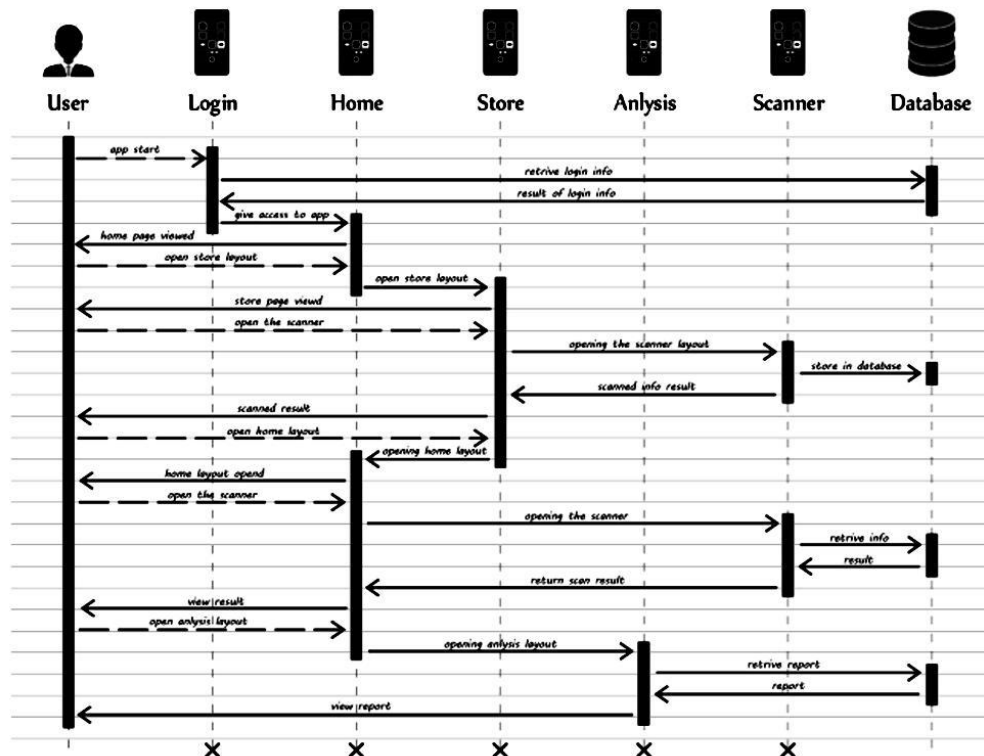 User Login Home Store Anlysis Scanner Database
app start
retrive login info
result of login info
give access to app
home page viewed
open store layout
open store layout
store page viewd
open the scanner
opening the scanner layout
store in database
scanned info result
scanned result
open home layout
opening home layout
home layout opend
open the scanner
opening the scanner
retrive info
result
return scan result
view result
open anlysis layout
opening anlysis layout
retrive report
report
view report